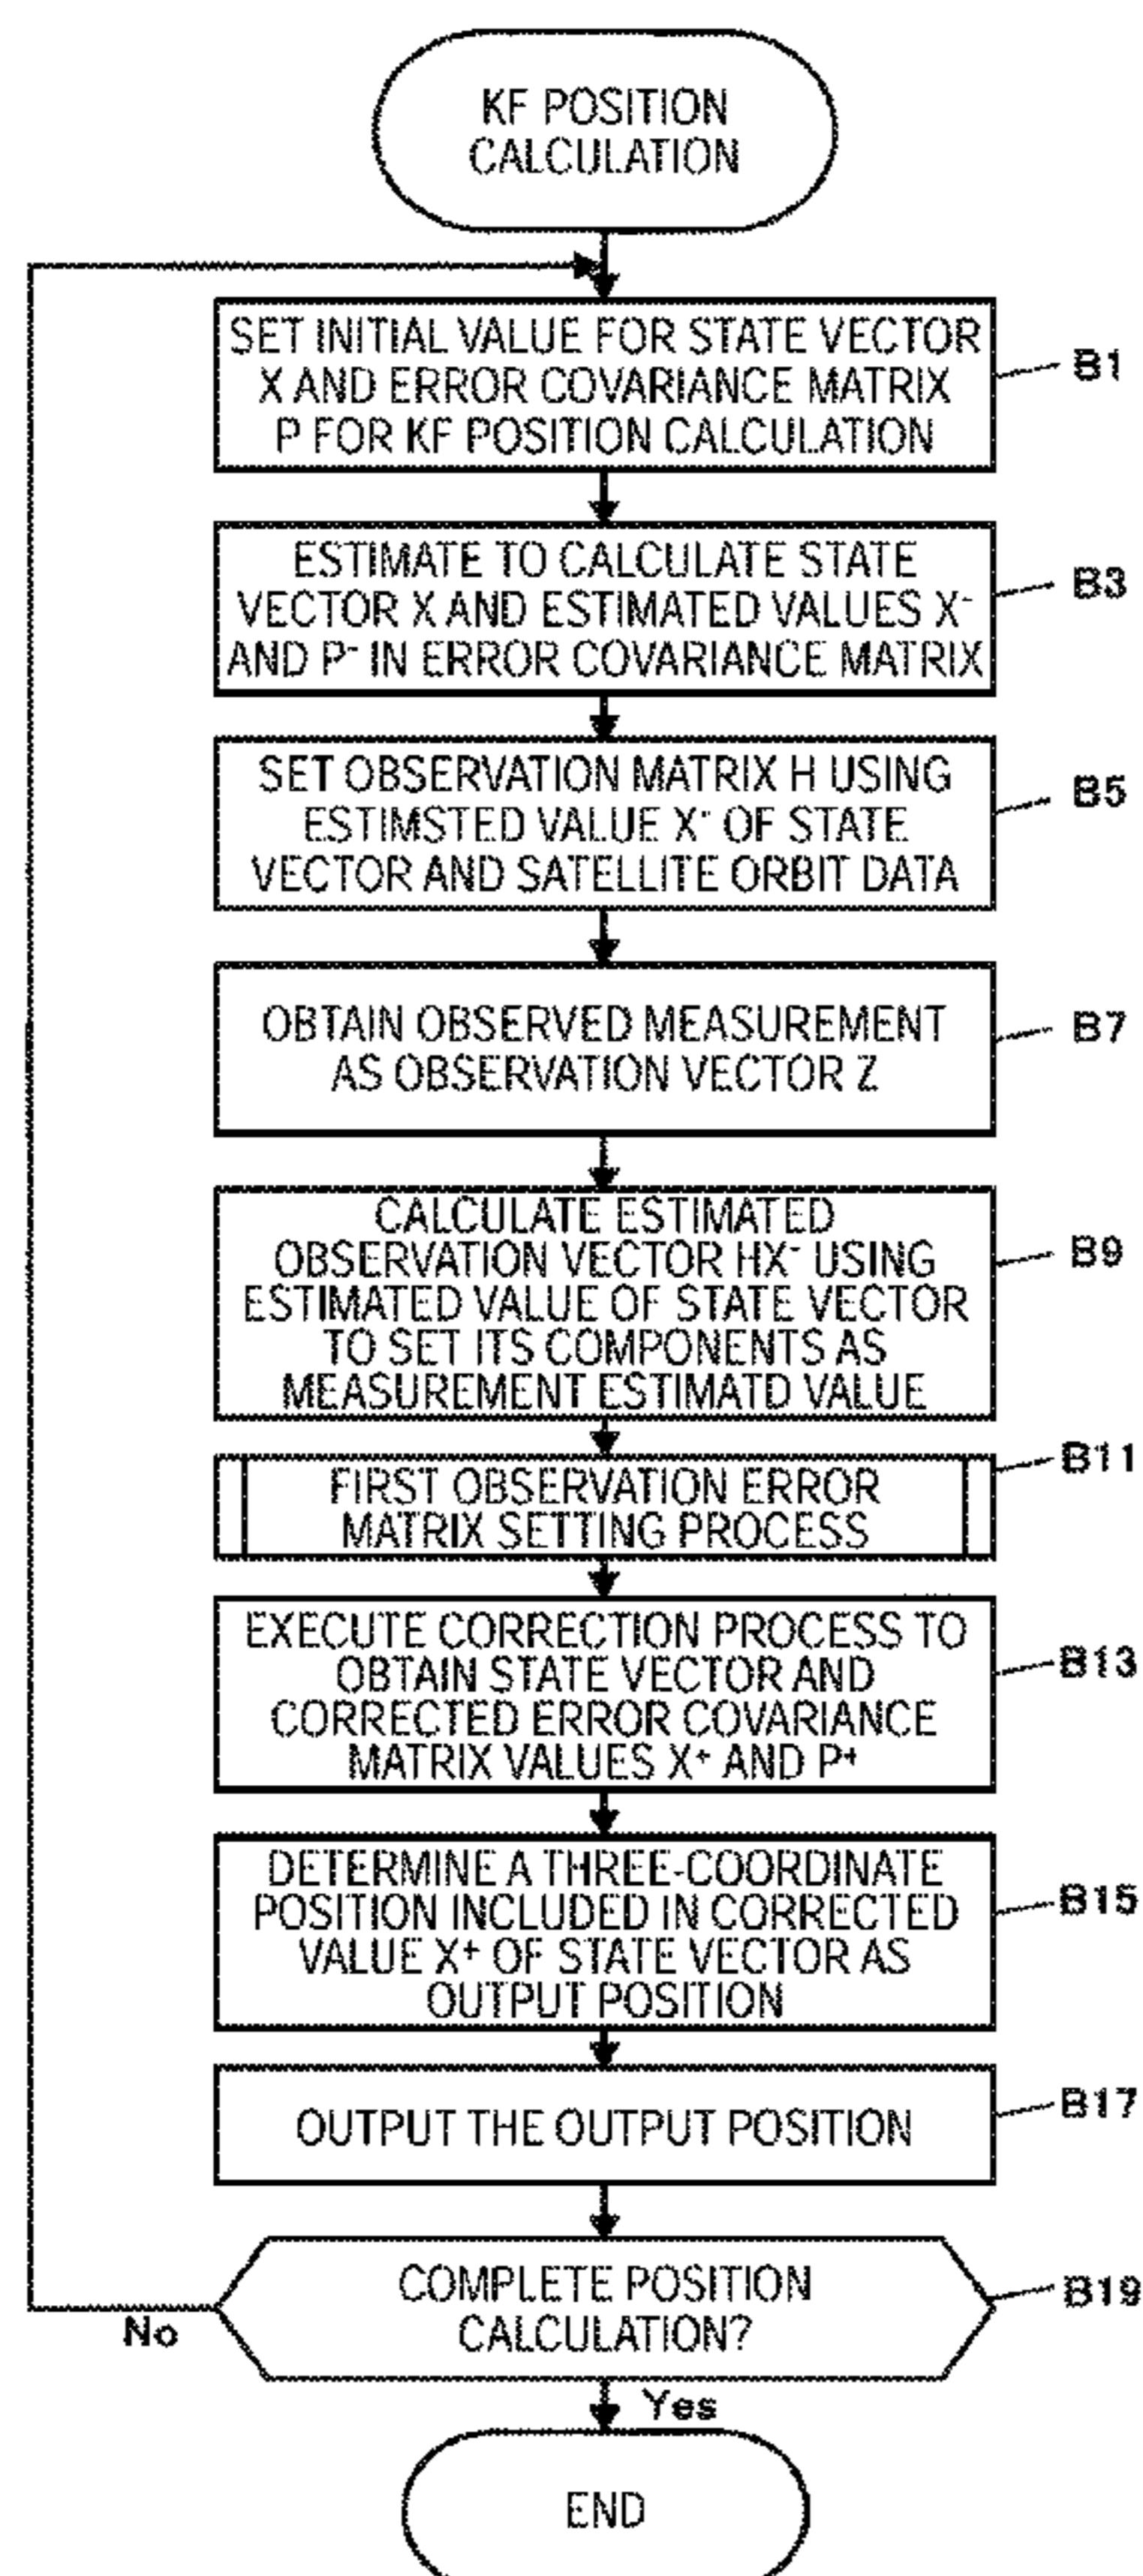 KF POSITION
CALCULATION
SET INITIAL VALUE FOR STATE VECTOR
X AND ERROR COVARIANCE MATRIX
P FOR KF POSITION CALCULATION
B1
ESTIMATE TO CALCULATE STATE
VECTOR X AND ESTIMATED VALUES X⁻
AND P⁻ IN ERROR COVARIANCE MATRIX
B3
SET OBSERVATION MATRIX H USING
ESTIMSTED VALUE X⁻ OF STATE
VECTOR AND SATELLITE ORBIT DATA
B5
OBTAIN OBSERVED MEASUREMENT
AS OBSERVATION VECTOR Z
B7
CALCULATE ESTIMATED
OBSERVATION VECTOR HX⁻ USING
ESTIMATED VALUE OF STATE VECTOR
TO SET ITS COMPONENTS AS
MEASUREMENT ESTIMATD VALUE
B9
FIRST OBSERVATION ERROR
MATRIX SETTING PROCESS
B11
EXECUTE CORRECTION PROCESS TO
OBTAIN STATE VECTOR AND
CORRECTED ERROR COVARIANCE
MATRIX VALUES X⁺ AND P⁺
B13
DETERMINE A THREE-COORDINATE
POSITION INCLUDED IN CORRECTED
VALUE X⁺ OF STATE VECTOR AS
OUTPUT POSITION
B15
OUTPUT THE OUTPUT POSITION
B17
COMPLETE POSITION
CALCULATION?
B19
No
Yes
END